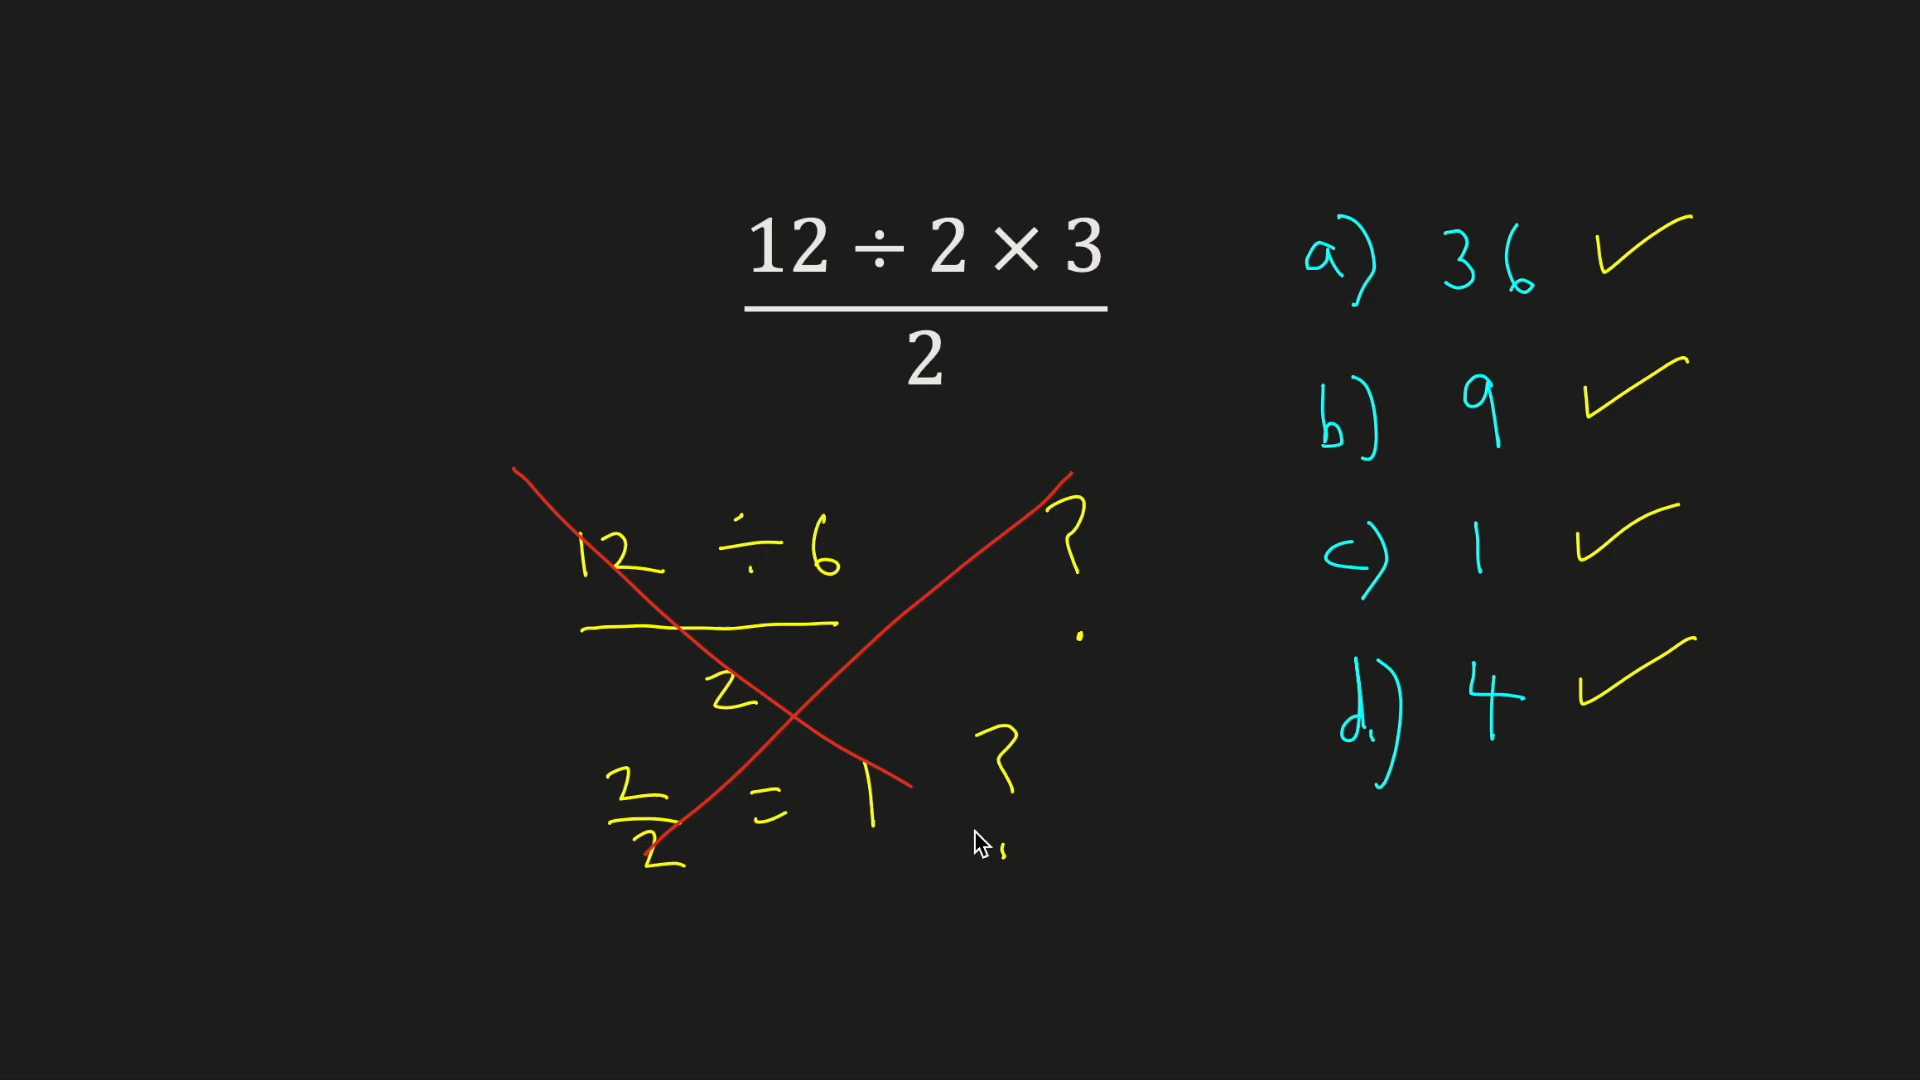 12 ÷ 2 × 3
2
a) 36 ✓
b) 9 ✓
c) 1 ✓
d) 4 ✓
12 ÷ 6 ?
2
2
2
= 1 ?